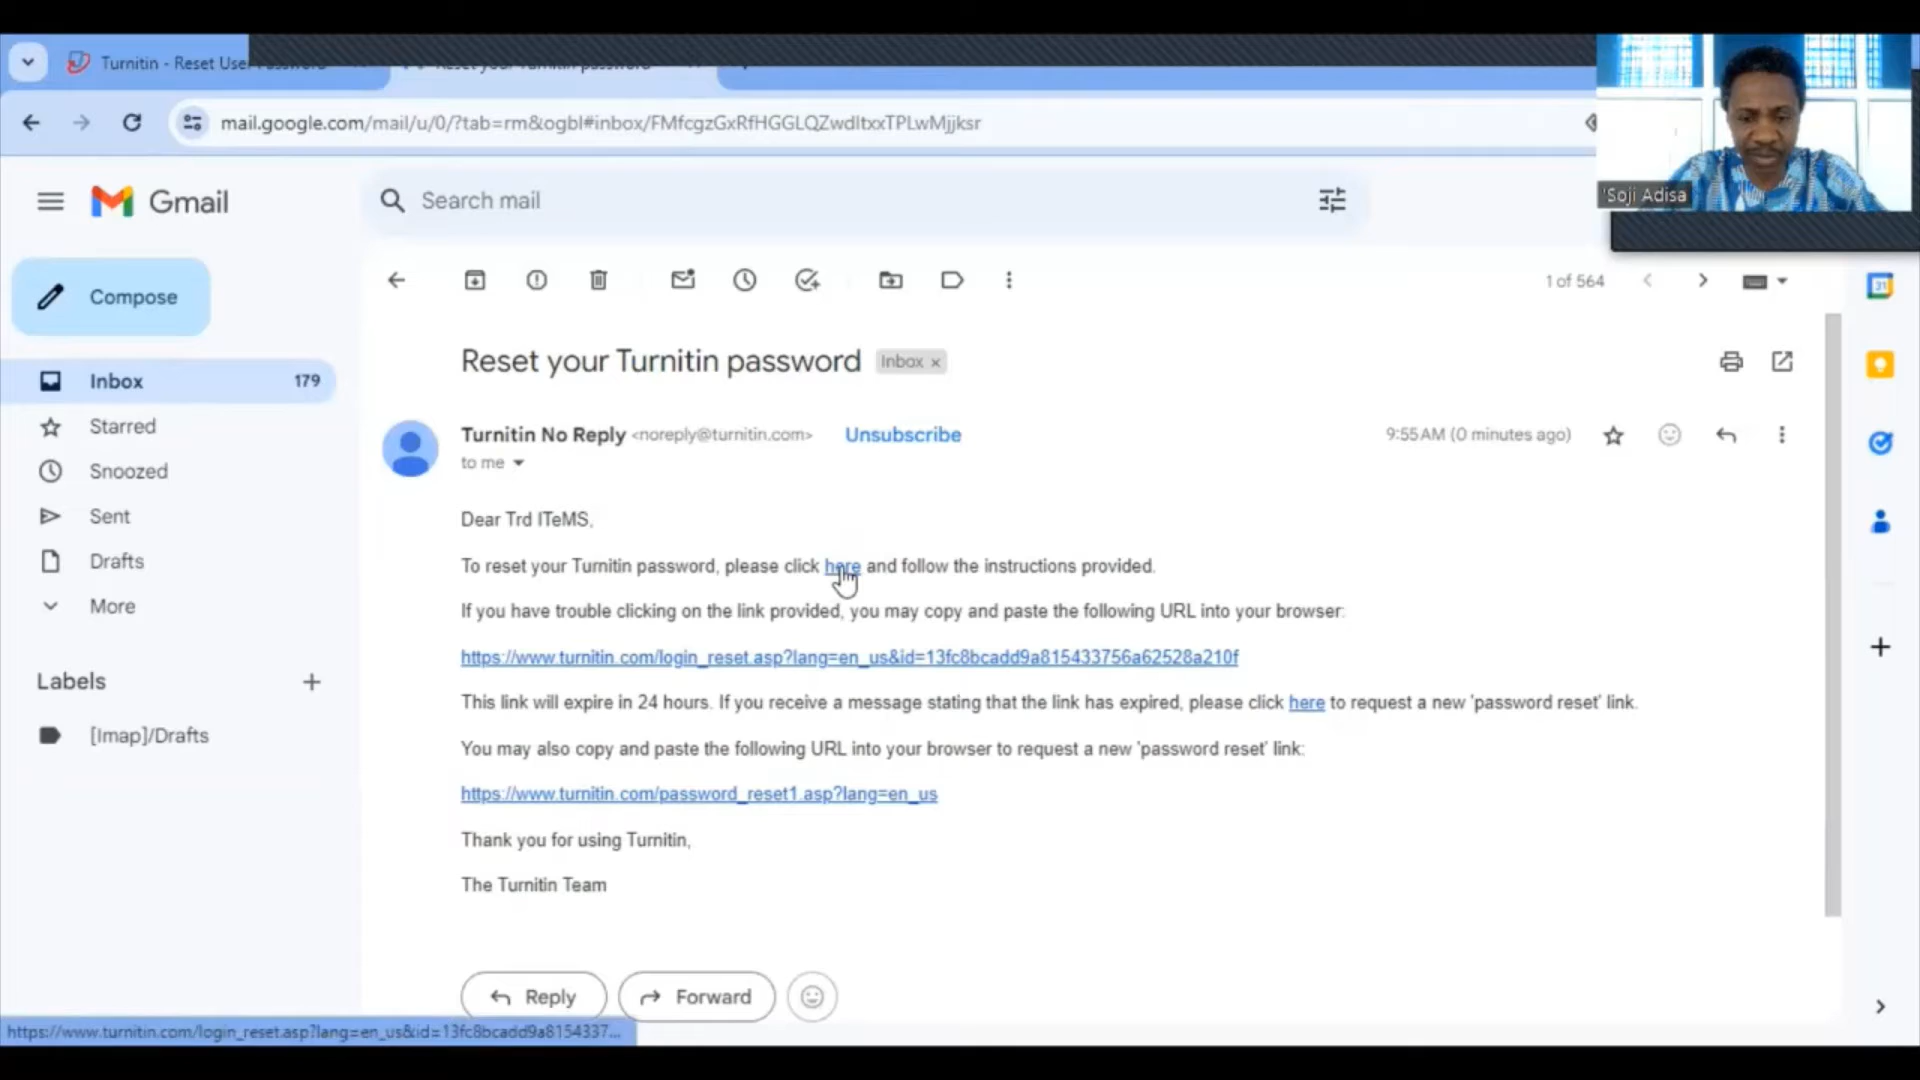 Turnitin - Reset User Password
Reset your Turnitin password
mail.google.com/mail/u/0/?tab=rm&ogbl#inbox/FMfcgzGxRfHGGLQZwdltxxTPLwMjjksr
'Soji Adisa
Gmail
Search mail
Compose
1 of 564
31
Inbox 179
Starred
Snoozed
Sent
Drafts
More
Labels
[Imap]/Drafts
Reset your Turnitin password Inbox x
Turnitin No Reply <noreply@turnitin.com> Unsubscribe 9:55 AM (0 minutes ago)
to me
Dear Trd ITeMS,
To reset your Turnitin password, please click here and follow the instructions provided.
If you have trouble clicking on the link provided, you may copy and paste the following URL into your browser:
https://www.turnitin.com/login_reset.asp?lang=en_us&id=13fc8bcadd9a815433756a62528a210f
This link will expire in 24 hours. If you receive a message stating that the link has expired, please click here to request a new 'password reset' link.
You may also copy and paste the following URL into your browser to request a new 'password reset' link:
https://www.turnitin.com/password_reset1.asp?lang=en_us
Thank you for using Turnitin,
The Turnitin Team
Reply
Forward
https://www.turnitin.com/login_reset.asp?lang=en_us&id=13fc8bcadd9a8154337...